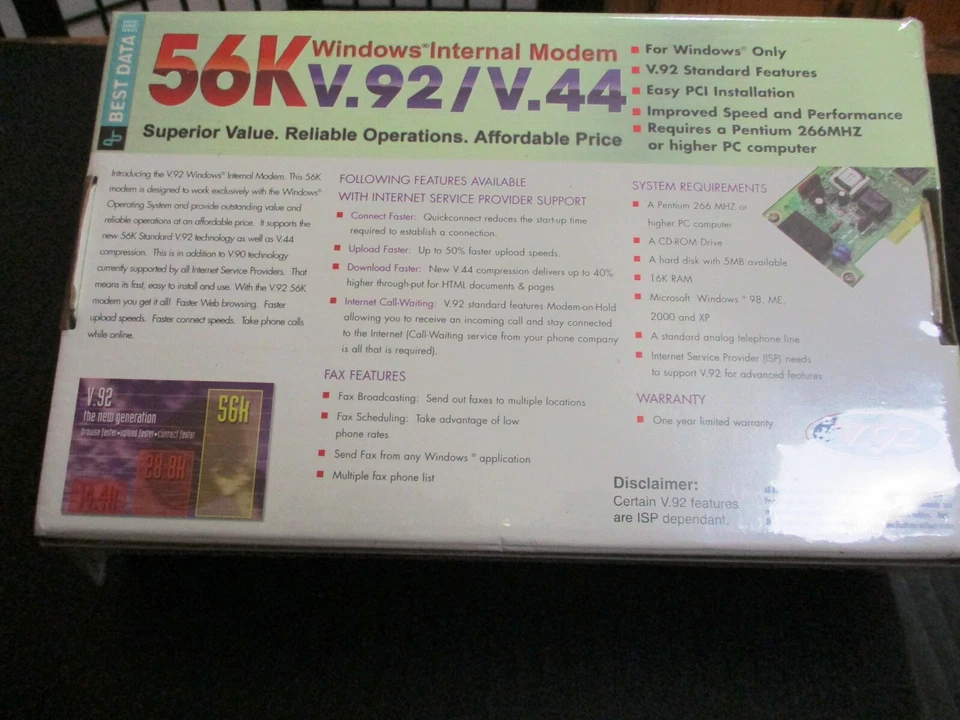 BEST DATA
56K Windows® Internal Modem
V.92/V.44
Superior Value. Reliable Operations. Affordable Price
For Windows® Only
V.92 Standard Features
Easy PCI Installation
Improved Speed and Performance
Requires a Pentium 266MHZ
or higher PC computer
Introducing the V.92 Windows® Internal Modem. This 56K
modem is designed to work exclusively with the Windows®
Operating System and provide outstanding value and
reliable operations at an affordable price. It supports the
new 56K Standard V.92 technology as well as V.44
compression. This is in addition to V.90 technology
currently supported by all Internet Service Providers. That
means its fast, easy to install and use. With the V.92 56K
modem you get it all! Faster Web browsing. Faster
upload speeds. Faster connect speeds. Take phone calls
while online.
V.92
the new generation
browse faster•upload faster•connect faster
56k
28.8k
14.4k
FOLLOWING FEATURES AVAILABLE
WITH INTERNET SERVICE PROVIDER SUPPORT
Connect Faster: Quickconnect reduces the start-up time
required to establish a connection.
Upload Faster: Up to 50% faster upload speeds.
Download Faster: New V.44 compression delivers up to 40%
higher through-put for HTML documents & pages
Internet Call-Waiting: V.92 standard features Modem-on-Hold
allowing you to receive an incoming call and stay connected
to the Internet (Call-Waiting service from your phone company
is all that is required).
FAX FEATURES
Fax Broadcasting: Send out faxes to multiple locations
Fax Scheduling: Take advantage of low
phone rates
Send Fax from any Windows® application
Multiple fax phone list
SYSTEM REQUIREMENTS
A Pentium 266 MHZ or
higher PC computer
A CD-ROM Drive
A hard disk with 5MB available
16K RAM
Microsoft Windows® 98, ME,
2000 and XP
A standard analog telephone line
Internet Service Provider (ISP) needs
to support V.92 for advanced features
WARRANTY
One year limited warranty
V.92
Disclaimer:
Certain V.92 features
are ISP dependant.